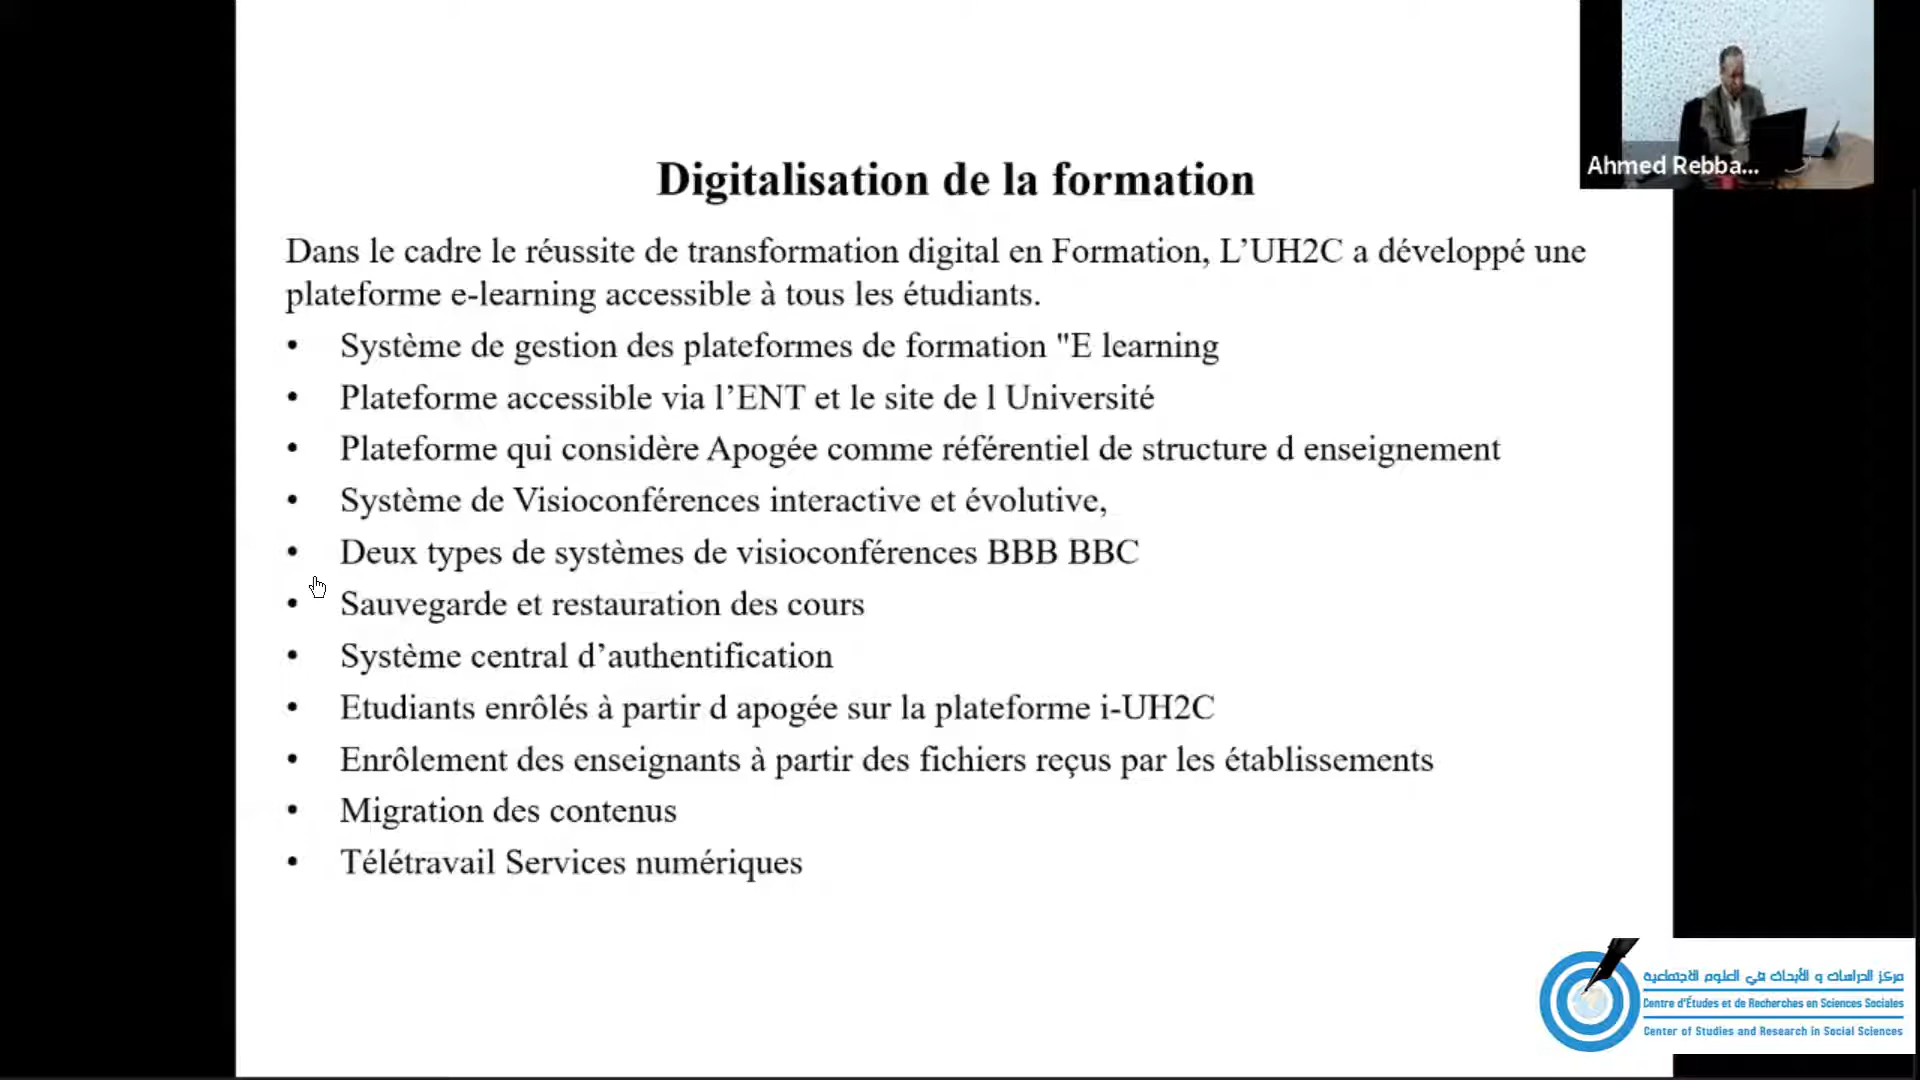 Ahmed Rebba...
Digitalisation de la formation
Dans le cadre le réussite de transformation digital en Formation, L’UH2C a développé une
plateforme e-learning accessible à tous les étudiants.
• Système de gestion des plateformes de formation "E learning
• Plateforme accessible via l’ENT et le site de l Université
• Plateforme qui considère Apogée comme référentiel de structure d enseignement
• Système de Visioconférences interactive et évolutive,
• Deux types de systèmes de visioconférences BBB BBC
• Sauvegarde et restauration des cours
• Système central d’authentification
• Etudiants enrôlés à partir d apogée sur la plateforme i-UH2C
• Enrôlement des enseignants à partir des fichiers reçus par les établissements
• Migration des contenus
• Télétravail Services numériques
مركز الدراسات و الأبحاث في العلوم الاجتماعية
Centre d'Études et de Recherches en Sciences Sociales
Center of Studies and Research in Social Sciences